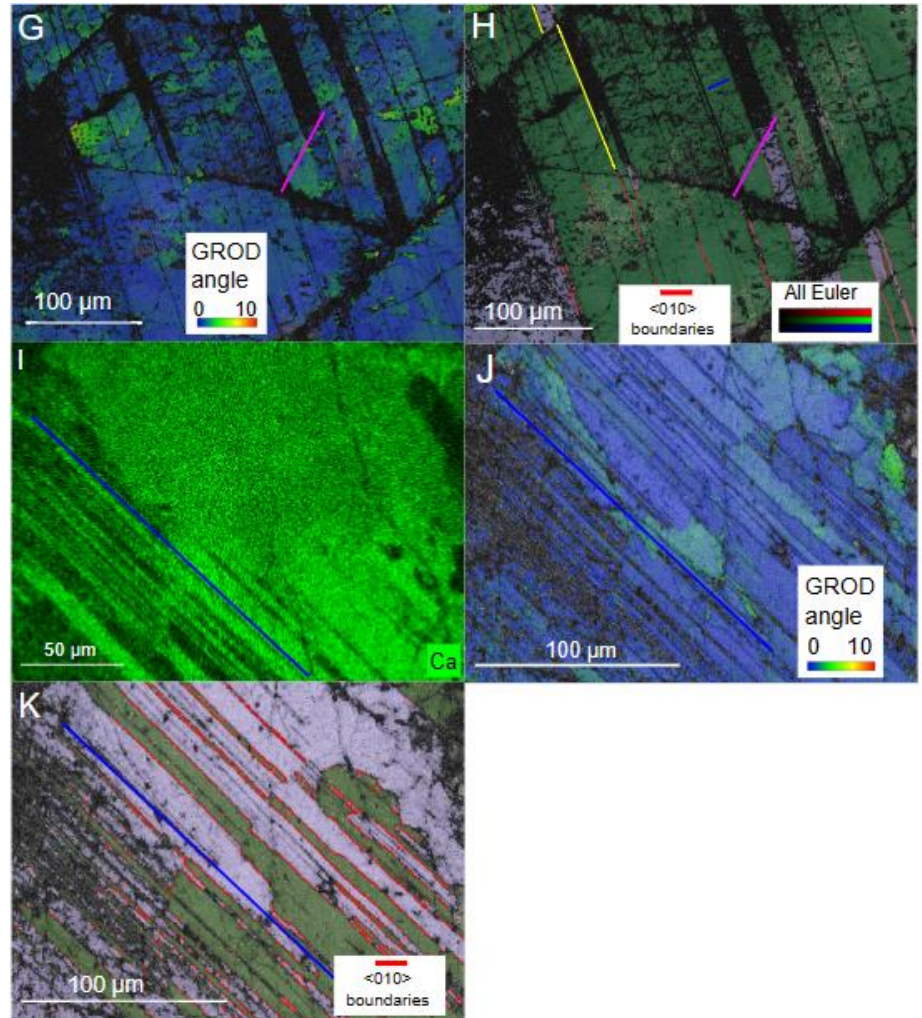 G
GROD
angle
0 10
100 µm
H
100 µm
<010>
boundaries
All Euler
I
50 µm
Ca
J
100 µm
GROD
angle
0 10
K
100 µm
<010>
boundaries